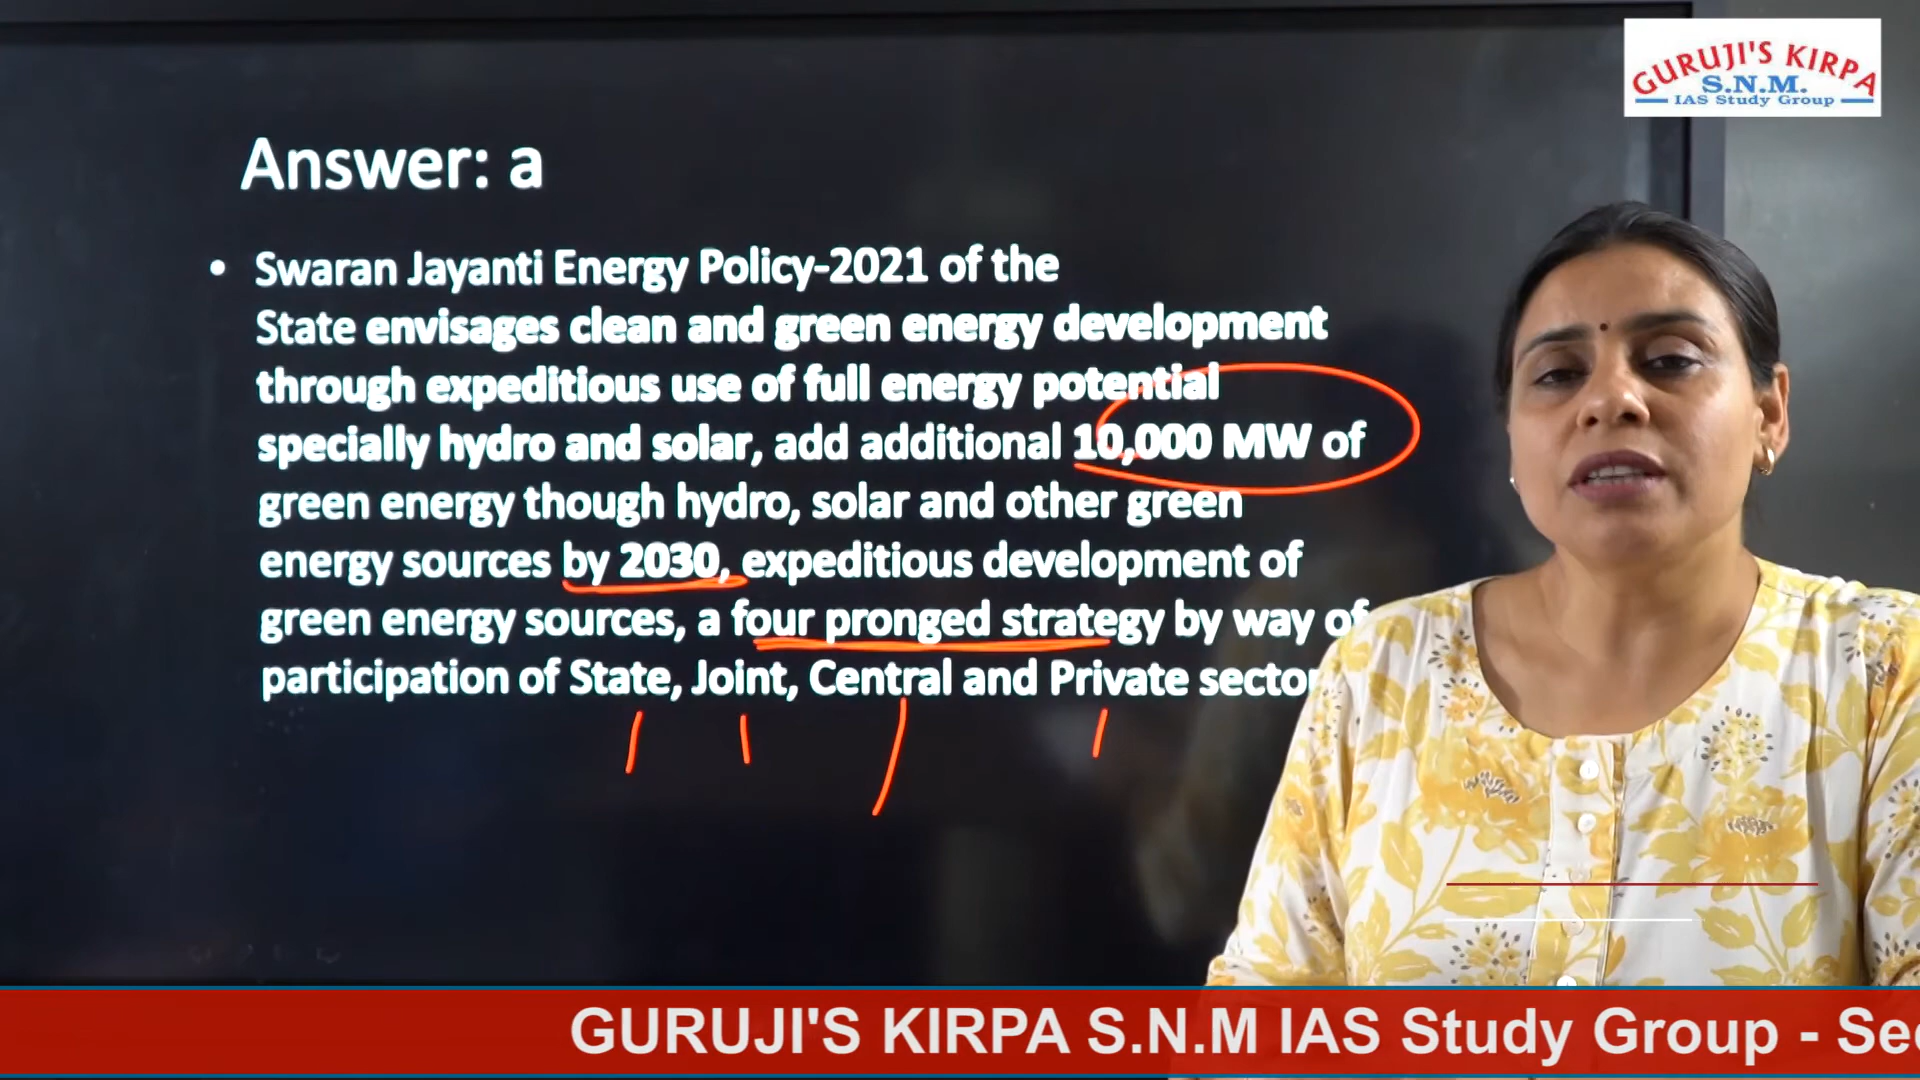 GURUJI'S KIRPA
S.N.M.
IAS Study Group
Answer: a
• Swaran Jayanti Energy Policy-2021 of the
State envisages clean and green energy development
through expeditious use of full energy potential
specially hydro and solar, add additional 10,000 MW of
green energy though hydro, solar and other green
energy sources by 2030, expeditious development of
green energy sources, a four pronged strategy by way of
participation of State, Joint, Central and Private sector
GURUJI'S KIRPA S.N.M IAS Study Group -